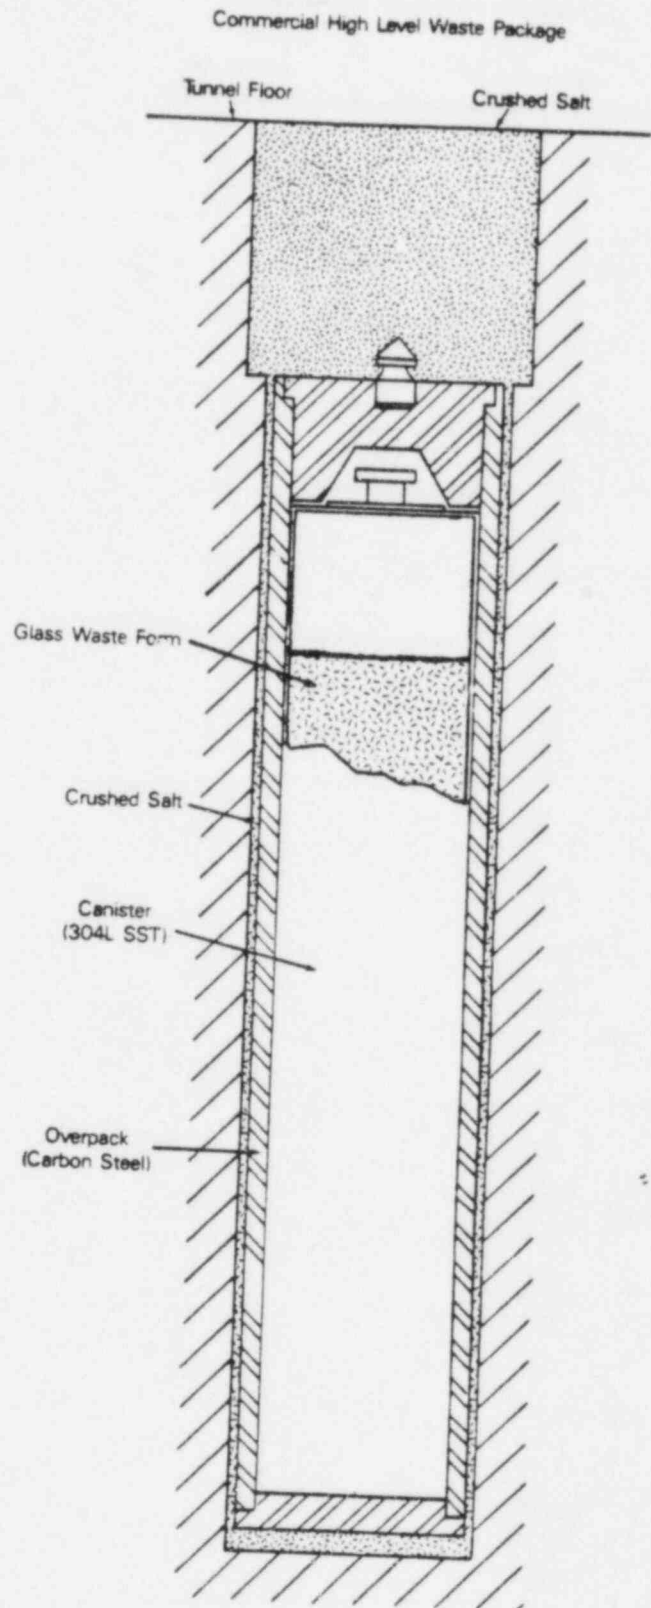 Commercial High Level Waste Package
Tunnel Floor
Crushed Salt
Glass Waste Form
Crushed Salt
Canister
(304L SST)
Overpack
(Carbon Steel)